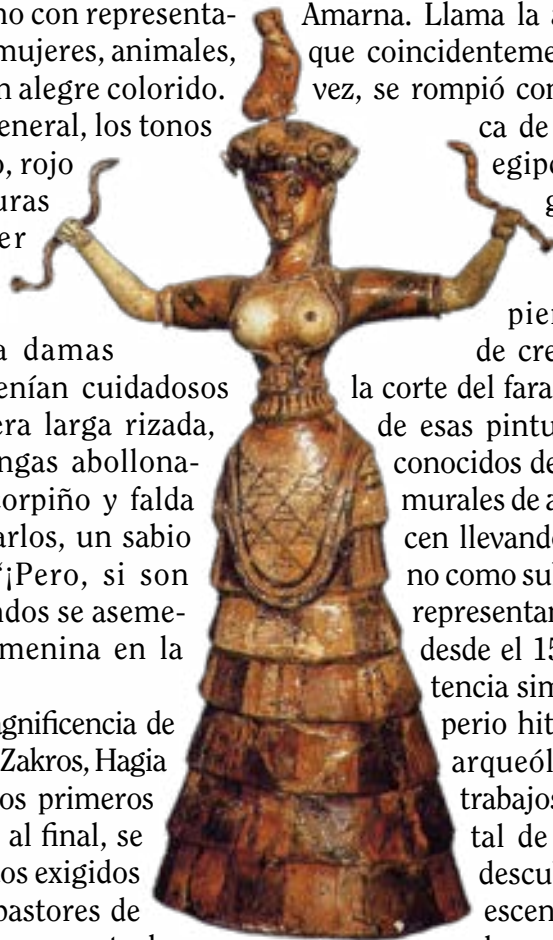 no con representa-
mujeres, animales,
n alegre colorido.
eneral, los tonos
o, rojo
uras
er
a damas
enían cuidadosos
era larga rizada,
ngas abollona-
orpiño y falda
arlos, un sabio
“¡Pero, si son
ndos se aseme-
menina en la
agnificencia de
Zakros, Hagia
os primeros
al final, se
os exigidos
pastores de
Amarna. Llama la a
que coincidenteme
vez, se rompió con
ca de
egipc
g
pier
de cre
la corte del fara
de esas pintu
conocidos de
murales de a
cen llevando
no como sul
representar
desde el 15
tencia sim
perio hit
arqueól
trabajos
tal de
descul
escen